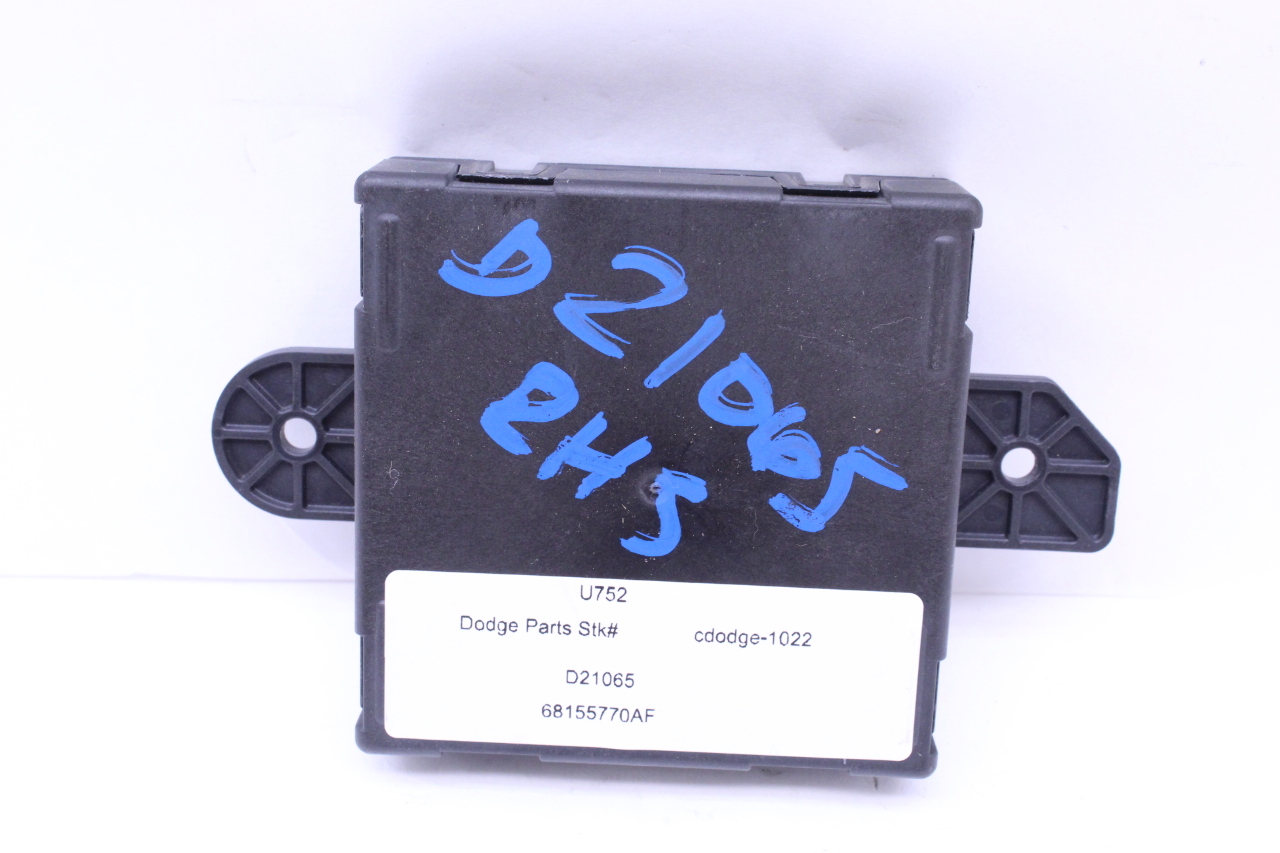 D21065
RHS
U752
Dodge Parts Stk# cdodge-1022
D21065
68155770AF